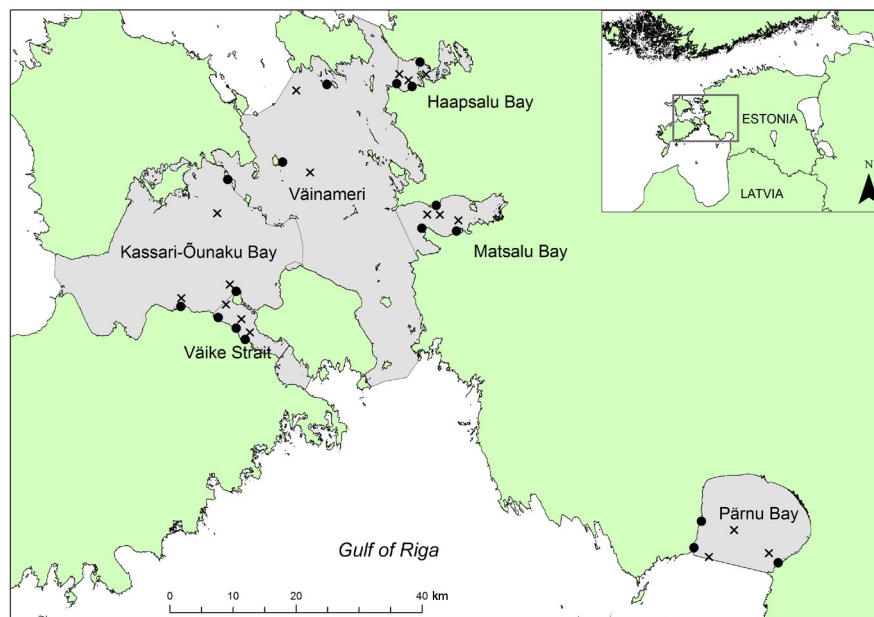 Haapsalu Bay
ESTONIA
N
LATVIA
Väinameri
Kassari-Õunaku Bay
Matsalu Bay
Väike Strait
Pärnu Bay
Gulf of Riga
0 10 20 40 km